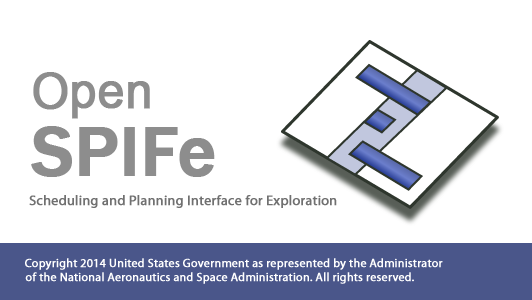 Open
SPIFe
Scheduling and Planning Interface for Exploration
Copyright 2014 United States Government as represented by the Administrator
of the National Aeronautics and Space Administration. All rights reserved.